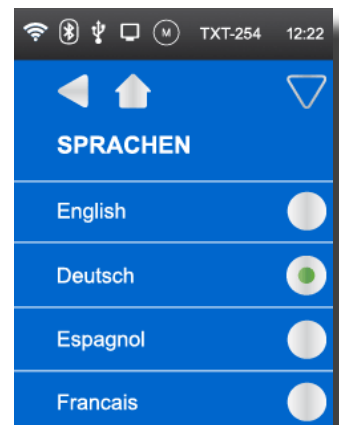 M TXT-254 12:22
SPRACHEN
English
Deutsch
Espagnol
Francais